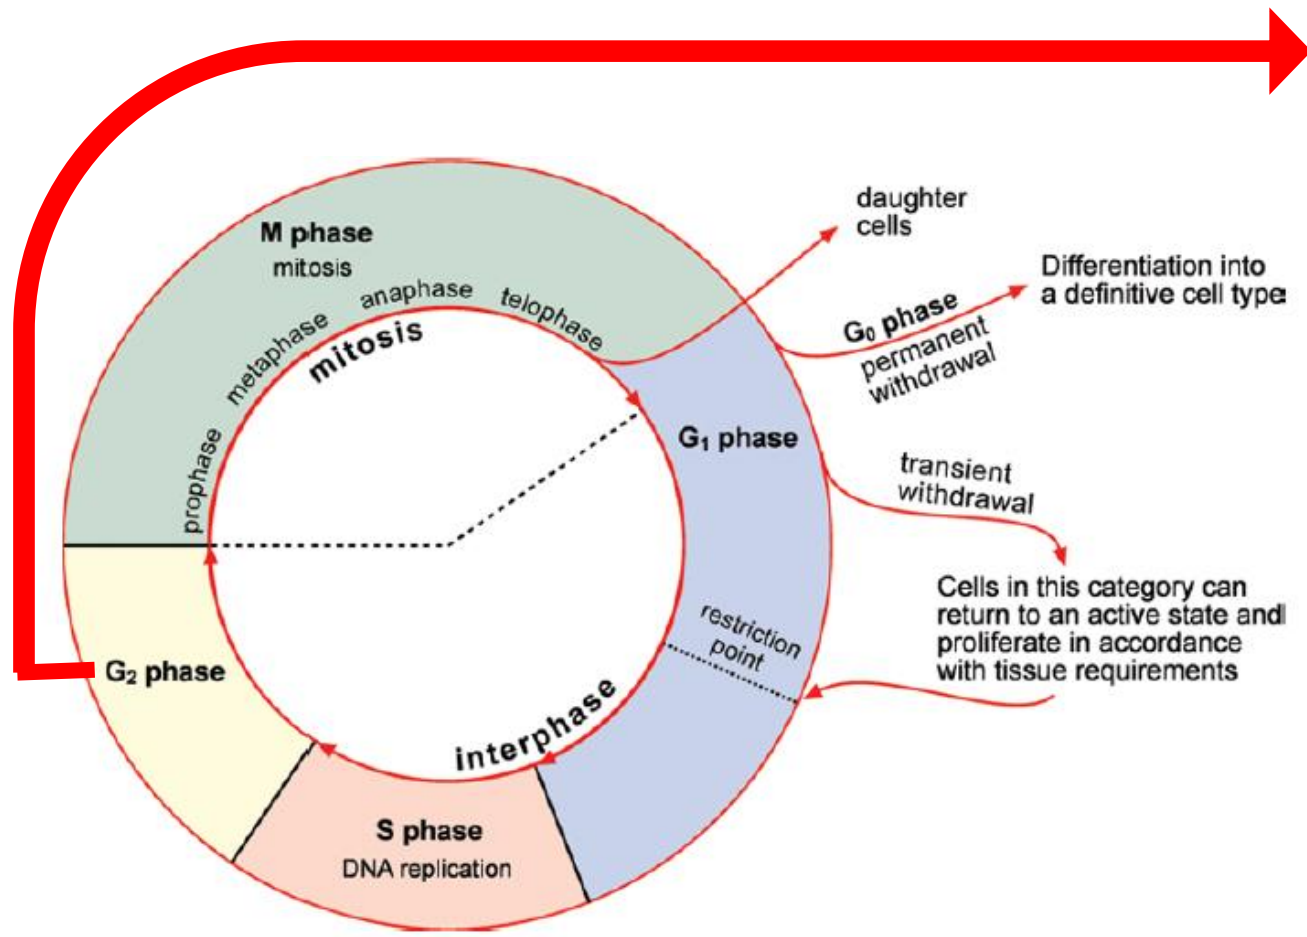 M phase
mitosis
prophase
metaphase
anaphase
telophase
mitosis
daughter
cells
G₀ phase
permanent
withdrawal
Differentiation into
a definitive cell type
G₁ phase
transient
withdrawal
Cells in this category can
return to an active state and
proliferate in accordance
with tissue requirements
restriction
point
G₂ phase
interphase
S phase
DNA replication